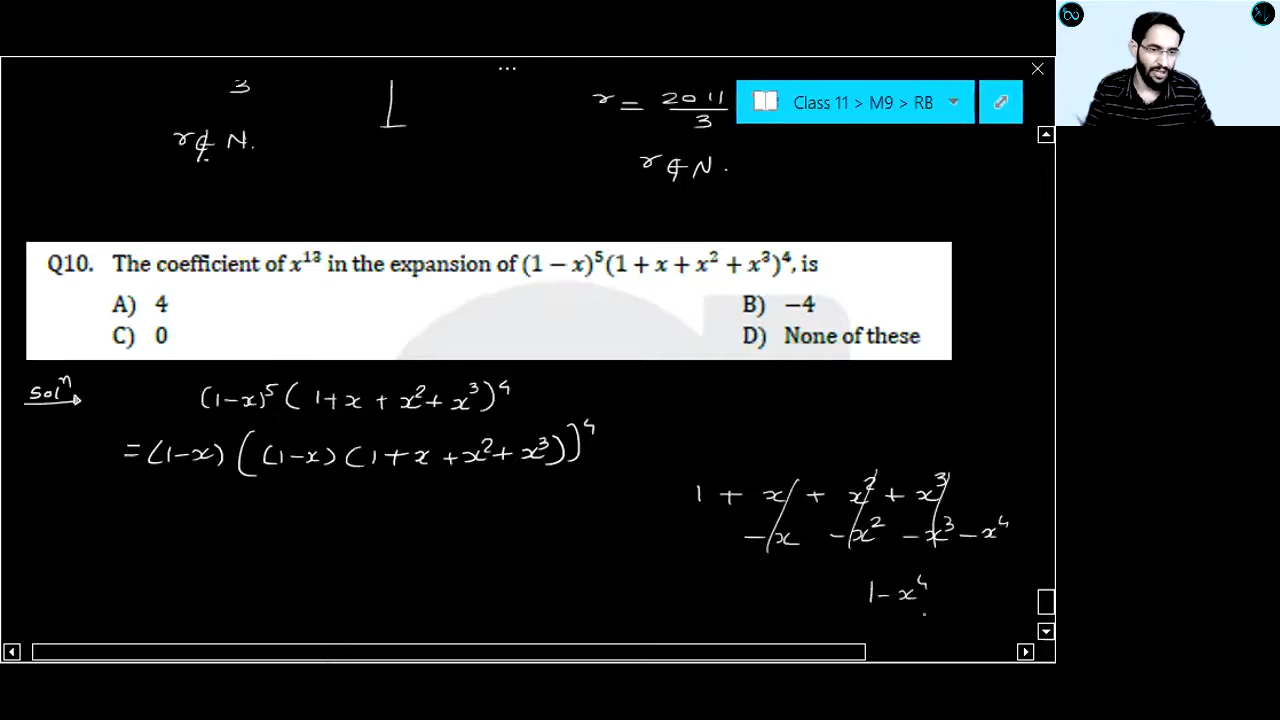 3
r ∉ N.
r = 2011/3
Class 11 > M9 > RB
r ∉ N.
Q10. The coefficient of x¹³ in the expansion of (1 − x)⁵(1 + x + x² + x³)⁴, is
A) 4 B) −4
C) 0 D) None of these
Solⁿ (1-x)⁵ (1+x + x²+ x³)⁴
= (1-x) ((1-x) (1+x+x²+x³))⁴
1 + x + x² + x³
-x -x² -x³ -x⁴
1-x⁴